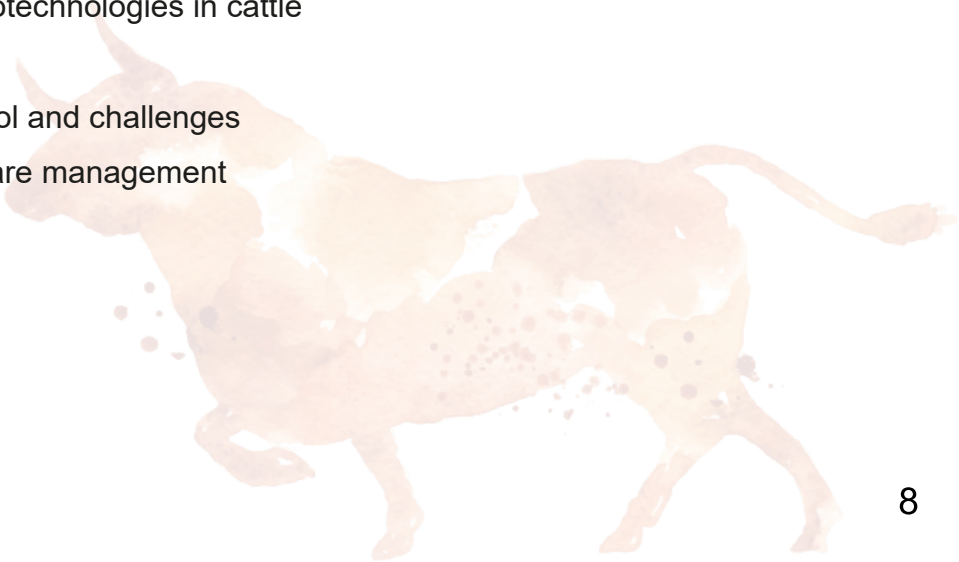 otechnologies in cattle
ol and challenges
are management
8